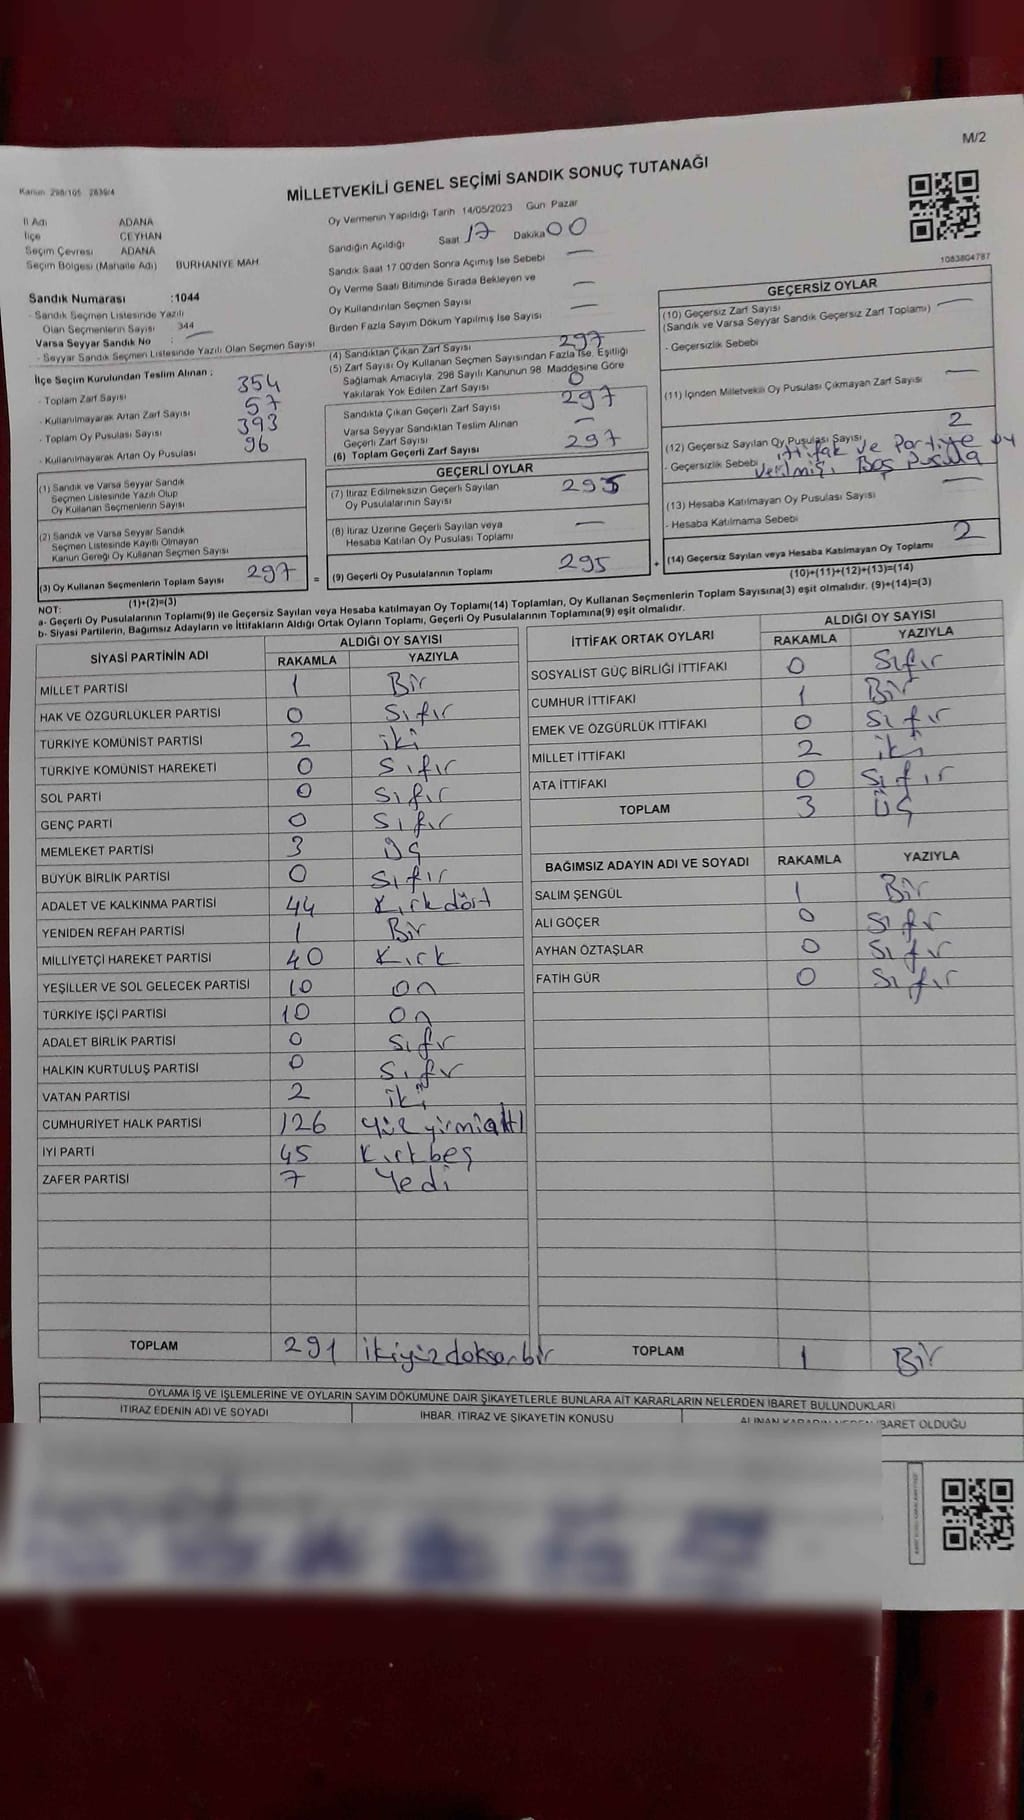 M/2
Kanun 298/105 2839/4
MİLLETVEKİLİ GENEL SEÇİMİ SANDIK SONUÇ TUTANAĞI
İl Adı ADANA
İlçe CEYHAN
Seçim Çevresi ADANA
Seçim Bölgesi (Mahalle Adı) BURHANİYE MAH.
Sandık Numarası :1044
- Sandık Seçmen Listesinde Yazılı
Olan Seçmenlerin Sayısı 344
Varsa Seyyar Sandık No :
- Seyyar Sandık Seçmen Listesinde Yazılı Olan Seçmen Sayısı
İlçe Seçim Kurulundan Teslim Alınan :
- Toplam Zarf Sayısı 354
- Kullanılmayarak Artan Zarf Sayısı 57
- Toplam Oy Pusulası Sayısı 393
- Kullanılmayarak Artan Oy Pusulası 96
(1) Sandık ve Varsa Seyyar Sandık
Seçmen Listesinde Yazılı Olup
Oy Kullanan Seçmenlerin Sayısı
(2) Sandık ve Varsa Seyyar Sandık
Seçmen Listesinde Kayıtlı Olmayan
Kanun Gereği Oy Kullanan Seçmen Sayısı
(3) Oy Kullanan Seçmenlerin Toplam Sayısı 297
(1)+(2)=(3)
Oy Vermenin Yapıldığı Tarih 14/05/2023 Gün Pazar
Sandığın Açıldığı Saat 17 Dakika 00
Sandık Saat 17.00'den Sonra Açımış İse Sebebi —
Oy Verme Saati Bitiminde Sırada Bekleyen ve
Oy Kullandırılan Seçmen Sayısı —
Birden Fazla Sayım Döküm Yapılmış İse Sayısı —
(4) Sandıktan Çıkan Zarf Sayısı 297
(5) Zarf Sayısı Oy Kullanan Seçmen Sayısından Fazla İse, Eşitliği
Sağlamak Amacıyla; 298 Sayılı Kanunun 98. Maddesine Göre
Yakılarak Yok Edilen Zarf Sayısı 0
Sandıkta Çıkan Geçerli Zarf Sayısı 297
Varsa Seyyar Sandıktan Teslim Alınan
Geçerli Zarf Sayısı —
(6) Toplam Geçerli Zarf Sayısı 297
GEÇERLİ OYLAR
(7) İtiraz Edilmeksizin Geçerli Sayılan
Oy Pusulalarının Sayısı 295
(8) İtiraz Üzerine Geçerli Sayılan veya
Hesaba Katılan Oy Pusulası Toplamı —
= (9) Geçerli Oy Pusulalarının Toplamı 295
1083804787
GEÇERSİZ OYLAR
(10) Geçersiz Zarf Sayısı
(Sandık ve Varsa Seyyar Sandık Geçersiz Zarf Toplamı) —
- Geçersizlik Sebebi
(11) İçinden Milletvekili Oy Pusulası Çıkmayan Zarf Sayısı —
(12) Geçersiz Sayılan Oy Pusulası Sayısı 2
- Geçersizlik Sebebi ittifak ve Partiye oy
verilmiş, Boş Pusula
(13) Hesaba Katılmayan Oy Pusulası Sayısı —
- Hesaba Katılmama Sebebi
+ (14) Geçersiz Sayılan veya Hesaba Katılmayan Oy Toplamı 2
(10)+(11)+(12)+(13)=(14)
NOT:
a- Geçerli Oy Pusulalarının Toplamı(9) ile Geçersiz Sayılan veya Hesaba katılmayan Oy Toplamı(14) Toplamları, Oy Kullanan Seçmenlerin Toplam Sayısına(3) eşit olmalıdır. (9)+(14)=(3)
b- Siyasi Partilerin, Bağımsız Adayların ve İttifakların Aldığı Ortak Oyların Toplamı, Geçerli Oy Pusulalarının Toplamına(9) eşit olmalıdır.
SİYASİ PARTİNİN ADI ALDIĞI OY SAYISI
RAKAMLA YAZIYLA
MİLLET PARTİSİ 1 Bir
HAK VE ÖZGÜRLÜKLER PARTİSİ 0 Sıfır
TÜRKİYE KOMÜNİST PARTİSİ 2 iki
TÜRKİYE KOMÜNİST HAREKETİ 0 Sıfır
SOL PARTİ 0 Sıfır
GENÇ PARTİ 0 Sıfır
MEMLEKET PARTİSİ 3 üç
BÜYÜK BİRLİK PARTİSİ 0 Sıfır
ADALET VE KALKINMA PARTİSİ 44 Kırkdört
YENİDEN REFAH PARTİSİ 1 Bir
MİLLİYETÇİ HAREKET PARTİSİ 40 Kırk
YEŞİLLER VE SOL GELECEK PARTİSİ 10 on
TÜRKİYE İŞÇİ PARTİSİ 10 On
ADALET BİRLİK PARTİSİ 0 Sıfır
HALKIN KURTULUŞ PARTİSİ 0 Sıfır
VATAN PARTİSİ 2 iki
CUMHURİYET HALK PARTİSİ 126 Yüz yirmialtı
İYİ PARTİ 45 Kırkbeş
ZAFER PARTİSİ 7 Yedi
TOPLAM 291 ikiyüzdoksanbir
İTTİFAK ORTAK OYLARI ALDIĞI OY SAYISI
RAKAMLA YAZIYLA
SOSYALİST GÜÇ BİRLİĞİ İTTİFAKI 0 Sıfır
CUMHUR İTTİFAKI 1 Bir
EMEK VE ÖZGÜRLÜK İTTİFAKI 0 Sıfır
MİLLET İTTİFAKI 2 iki
ATA İTTİFAKI 0 Sıfır
TOPLAM 3 üç
BAĞIMSIZ ADAYIN ADI VE SOYADI RAKAMLA YAZIYLA
SALİM ŞENGÜL 1 Bir
ALİ GÖÇER 0 Sıfır
AYHAN ÖZTAŞLAR 0 Sıfır
FATİH GÜR 0 Sıfır
TOPLAM 1 Bir
OYLAMA İŞ VE İŞLEMLERİNE VE OYLARIN SAYIM DÖKÜMÜNE DAİR ŞİKAYETLERLE BUNLARA AİT KARARLARIN NELERDEN İBARET BULUNDUKLARI
İTİRAZ EDENİN ADI VE SOYADI İHBAR, İTİRAZ VE ŞİKAYETİN KONUSU İBARET OLDUĞU